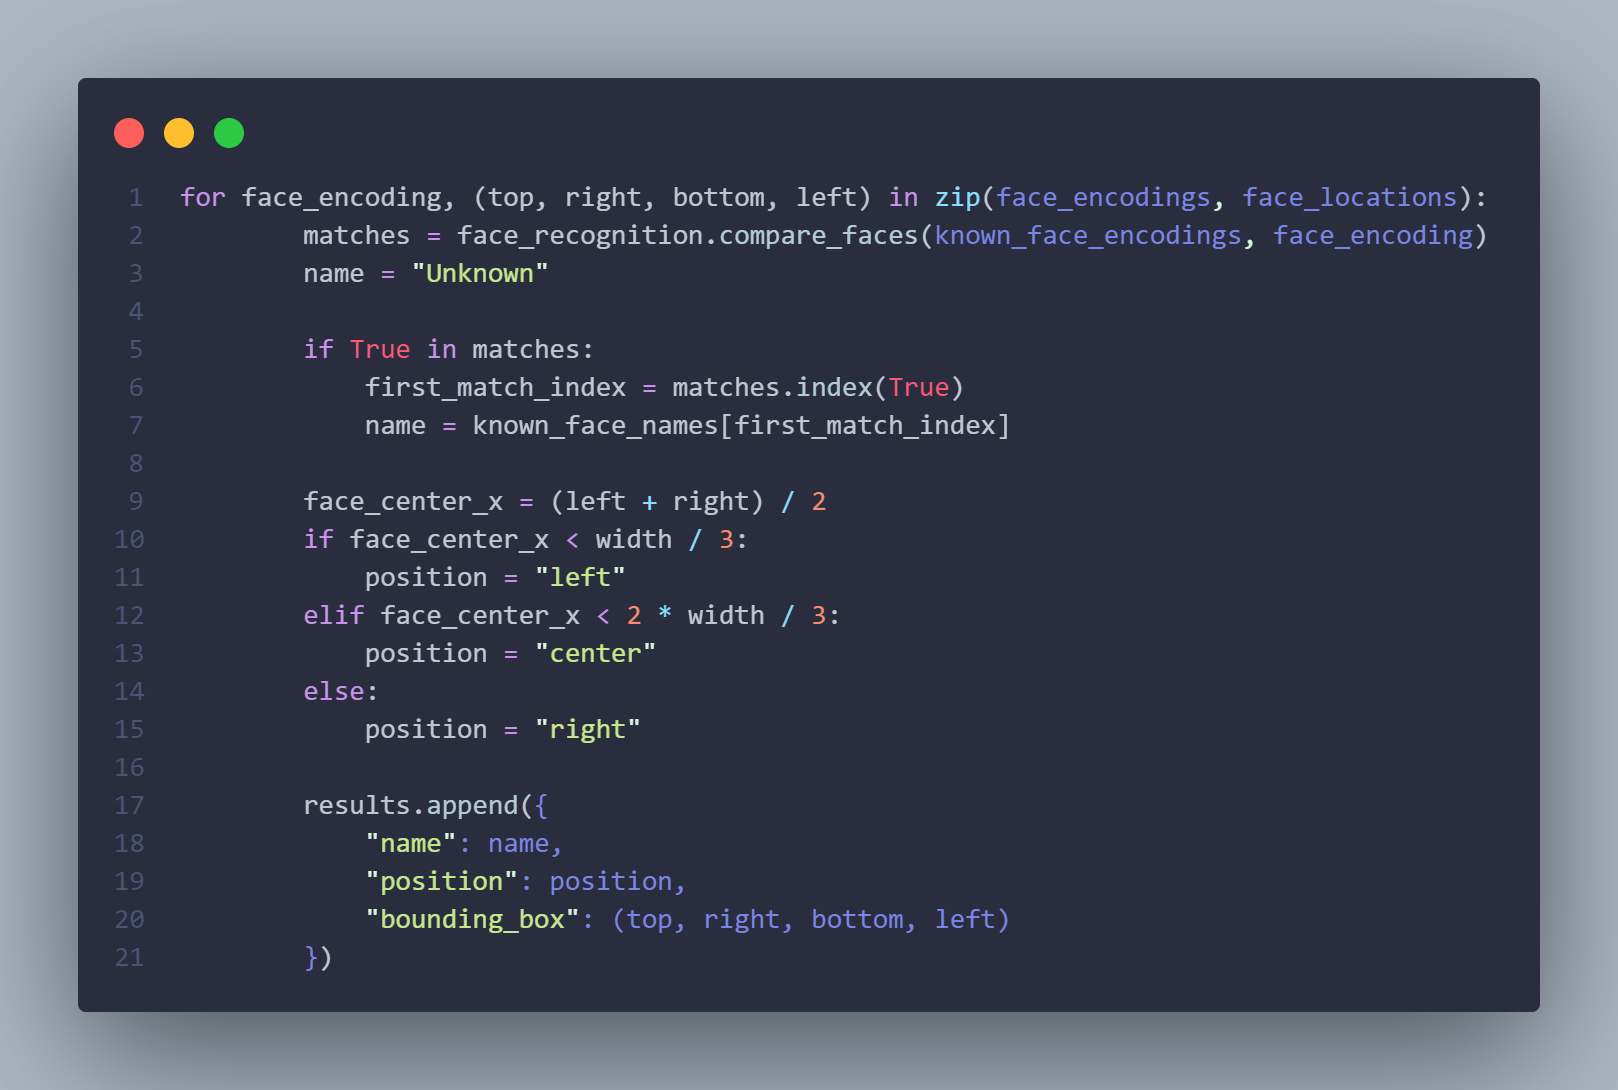 1 for face_encoding, (top, right, bottom, left) in zip(face_encodings, face_locations):
2         matches = face_recognition.compare_faces(known_face_encodings, face_encoding)
3         name = "Unknown"
4
5         if True in matches:
6             first_match_index = matches.index(True)
7             name = known_face_names[first_match_index]
8
9         face_center_x = (left + right) / 2
10         if face_center_x < width / 3:
11             position = "left"
12         elif face_center_x < 2 * width / 3:
13             position = "center"
14         else:
15             position = "right"
16
17         results.append({
18             "name": name,
19             "position": position,
20             "bounding_box": (top, right, bottom, left)
21         })